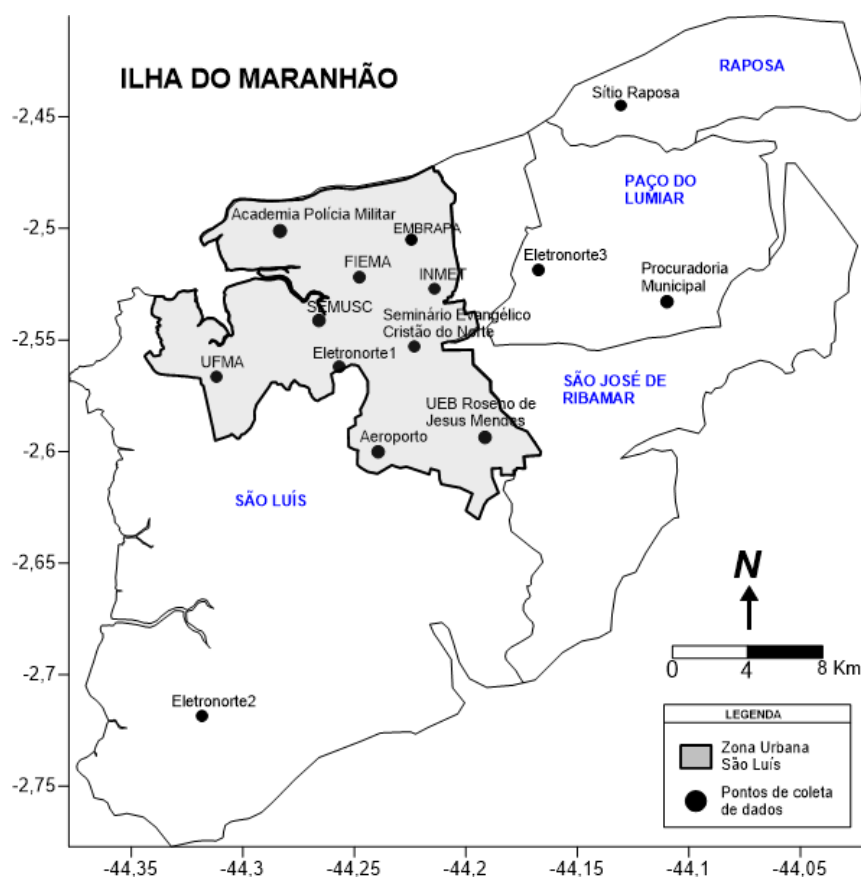 ILHA DO MARANHÃO
RAPOSA
Sítio Raposa
-2,45
PAÇO DO
LUMIAR
Academia Polícia Militar
-2,5
EMBRAPA
Eletronorte3
FIEMA
INMET
Procuradoria
Municipal
SEMUSC
Seminário Evangélico
Cristão do Norte
-2,55
UFMA
Eletronorte1
SÃO JOSÉ DE
RIBAMAR
UEB Roseno de
Jesus Mendes
Aeroporto
-2,6
SÃO LUÍS
-2,65
N
0 4 8 Km
-2,7
Eletronorte2
LEGENDA
Zona Urbana
São Luís
-2,75
Pontos de coleta
de dados
-44,35 -44,3 -44,25 -44,2 -44,15 -44,1 -44,05